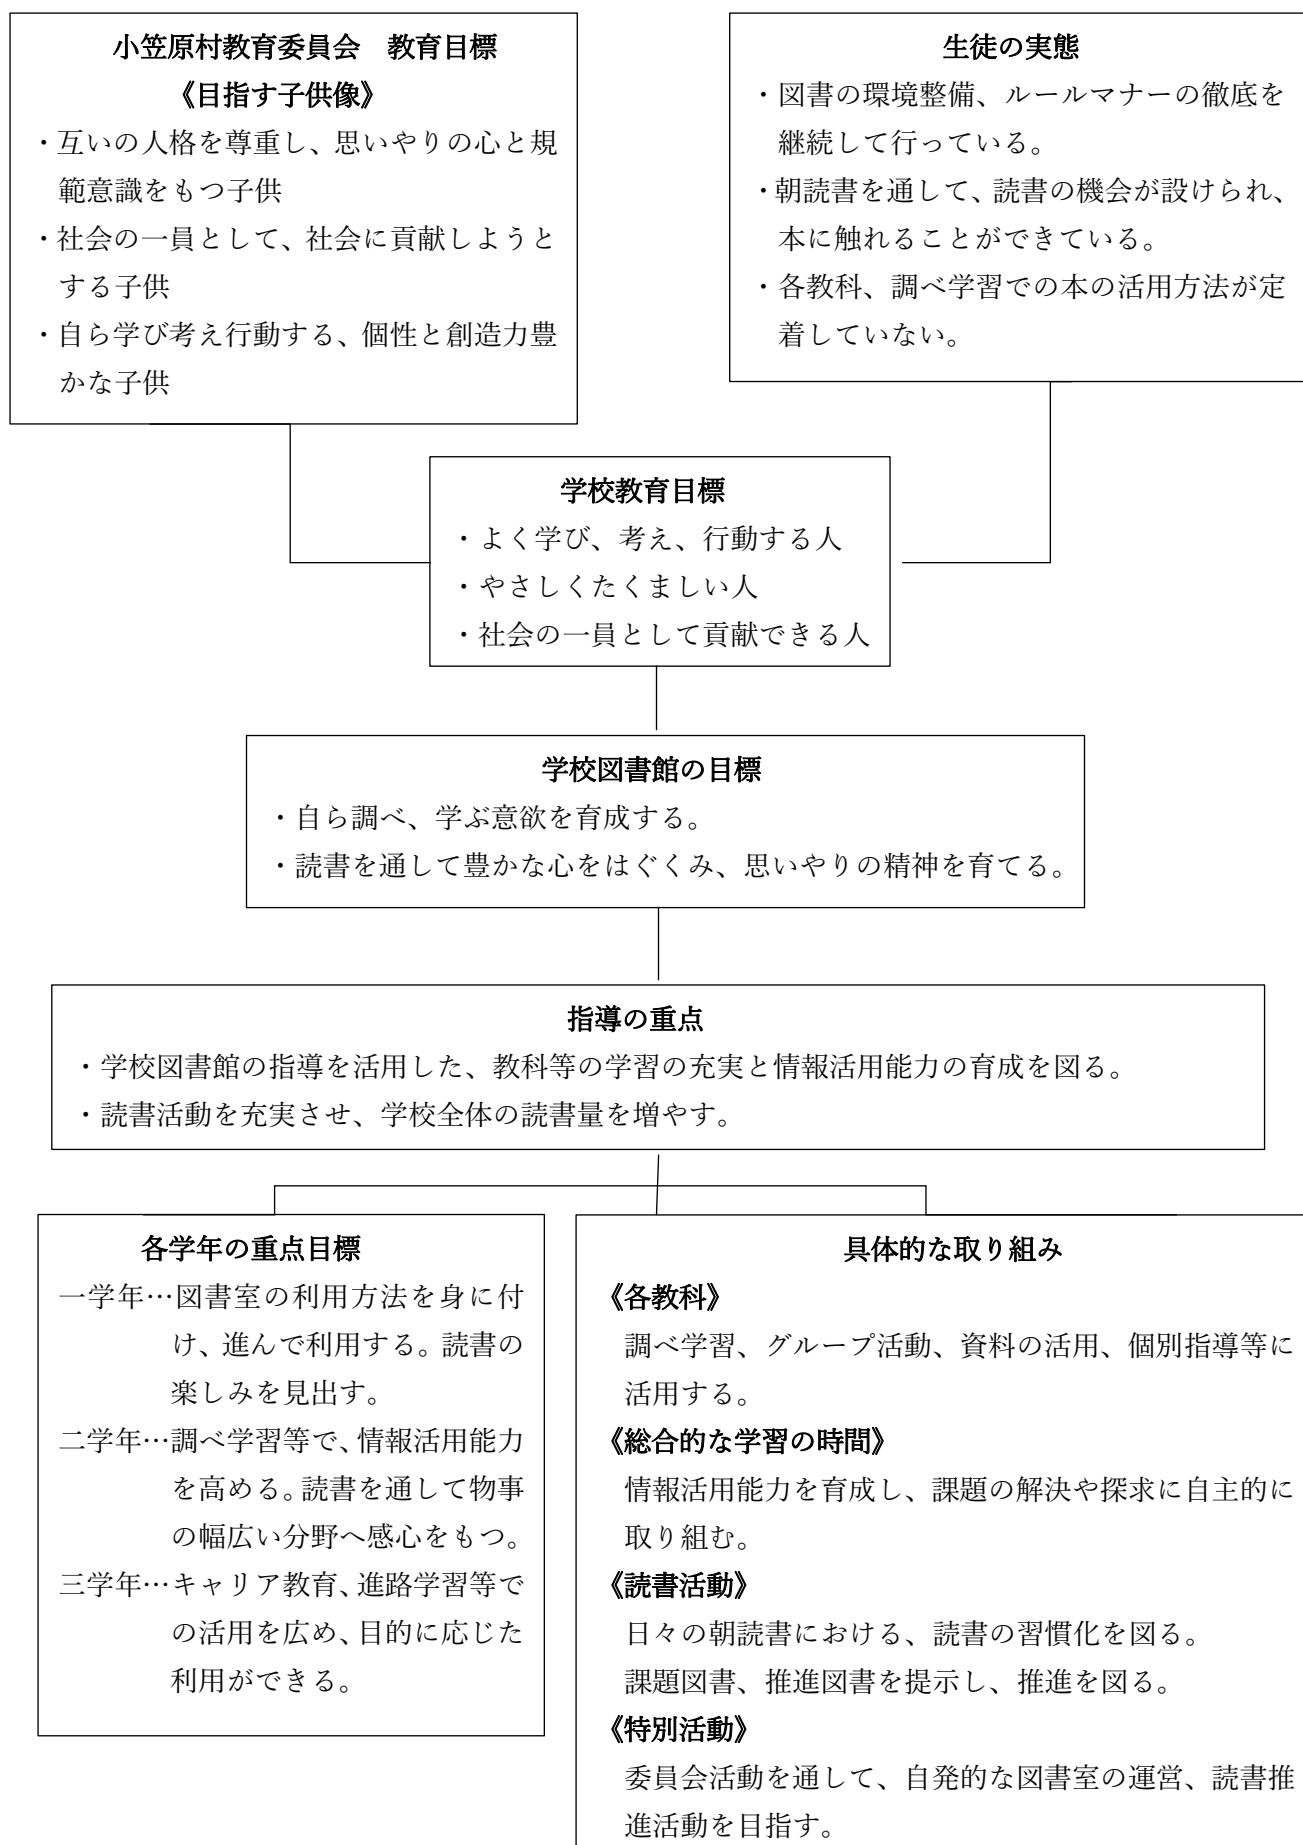 小笠原村教育委員会　教育目標
《目指す子供像》
・互いの人格を尊重し、思いやりの心と規
範意識をもつ子供
・社会の一員として、社会に貢献しようと
する子供
・自ら学び考え行動する、個性と創造力豊
かな子供
生徒の実態
・図書の環境整備、ルールマナーの徹底を
継続して行っている。
・朝読書を通して、読書の機会が設けられ、
本に触れることができている。
・各教科、調べ学習での本の活用方法が定
着していない。
学校教育目標
・よく学び、考え、行動する人
・やさしくたくましい人
・社会の一員として貢献できる人
学校図書館の目標
・自ら調べ、学ぶ意欲を育成する。
・読書を通して豊かな心をはぐくみ、思いやりの精神を育てる。
指導の重点
・学校図書館の指導を活用した、教科等の学習の充実と情報活用能力の育成を図る。
・読書活動を充実させ、学校全体の読書量を増やす。
各学年の重点目標
一学年…図書室の利用方法を身に付
け、進んで利用する。読書の
楽しみを見出す。
二学年…調べ学習等で、情報活用能力
を高める。読書を通して物事
の幅広い分野へ感心をもつ。
三学年…キャリア教育、進路学習等で
の活用を広め、目的に応じた
利用ができる。
具体的な取り組み
《各教科》
調べ学習、グループ活動、資料の活用、個別指導等に
活用する。
《総合的な学習の時間》
情報活用能力を育成し、課題の解決や探求に自主的に
取り組む。
《読書活動》
日々の朝読書における、読書の習慣化を図る。
課題図書、推進図書を提示し、推進を図る。
《特別活動》
委員会活動を通して、自発的な図書室の運営、読書推
進活動を目指す。